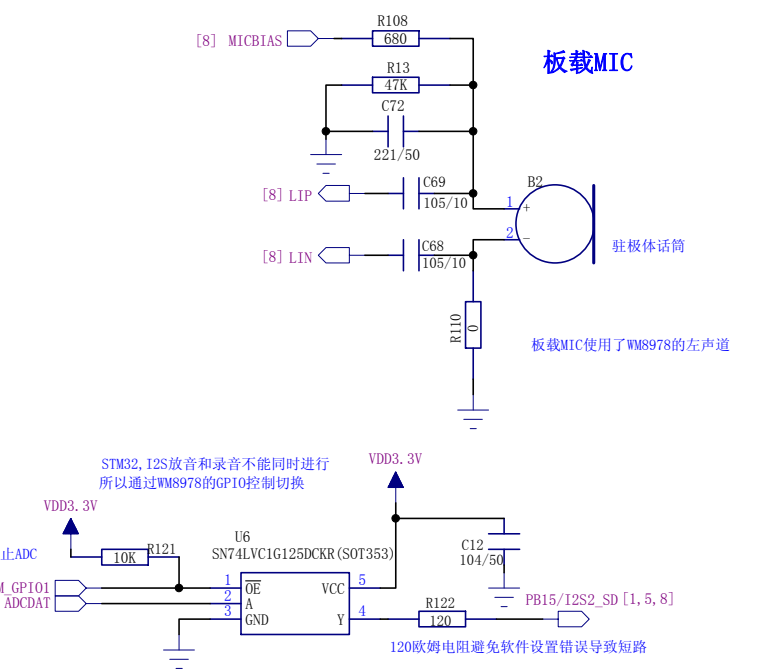 R108
[8] MICBIAS
680
板载MIC
R13
47K
C72
221/50
C69
B2
[8] LIP
105/10
1
+
2
−
C68
[8] LIN
105/10
驻极体话筒
R110
0
板载MIC使用了WM8978的左声道
STM32,I2S放音和录音不能同时进行
所以通过WM8978的GPIO控制切换
VDD3.3V
VDD3.3V
U6
C12
R121
SN74LVC1G125DCKR(SOT353)
止ADC
10K
104/50
M_GPIO1
1
OE
VCC
5
ADCDAT
2
A
3
GND
Y
4
R122
120
PB15/I2S2_SD [1,5,8]
120欧姆电阻避免软件设置错误导致短路